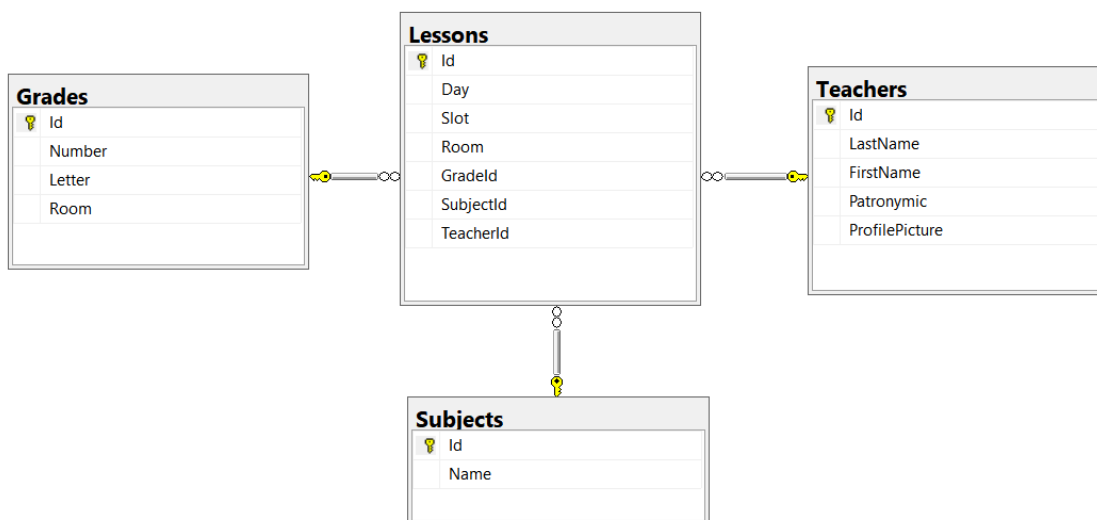 Lessons
Id
Day
Slot
Room
GradeId
SubjectId
TeacherId
Grades
Id
Number
Letter
Room
Teachers
Id
LastName
FirstName
Patronymic
ProfilePicture
Subjects
Id
Name